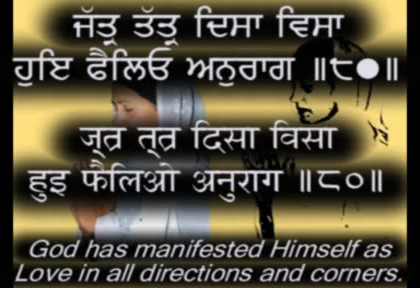 ਜੱਤ੍ਰ ਤੱਤ੍ਰ ਦਿਸਾ ਵਿਸਾ
ਹੁਇ ਫੈਲਿਓ ਅਨੁਰਾਗ ॥੮੦॥
ज्त्र त्त्र दिसा विसा
हुइ फैलिओ अनुराग ॥८०॥
God has manifested Himself as
Love in all directions and corners.